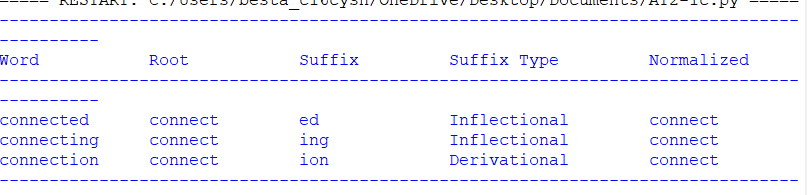 ===== RESTART: =====
--------------------------------------------------------------------------------
----------
Word           Root           Suffix         Suffix Type         Normalized
--------------------------------------------------------------------------------
----------
connected      connect        ed             Inflectional        connect
connecting     connect        ing            Inflectional        connect
connection     connect        ion            Derivational        connect
--------------------------------------------------------------------------------